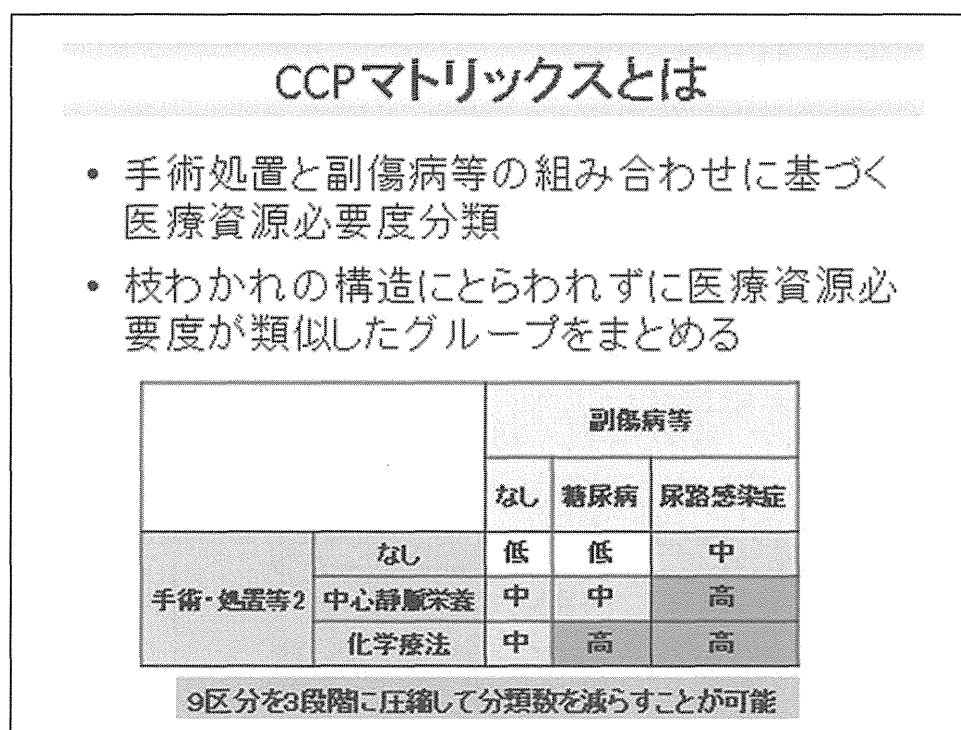 CCPマトリックスとは
• 手術処置と副傷病等の組み合わせに基づく
医療資源必要度分類
• 枝わかれの構造にとらわれずに医療資源必
要度が類似したグループをまとめる
副傷病等
なし 糖尿病 尿路感染症
手術・処置等2
なし 低 低 中
中心静脈栄養 中 中 高
化学療法 中 高 高
9区分を3段階に圧縮して分類数を減らすことが可能